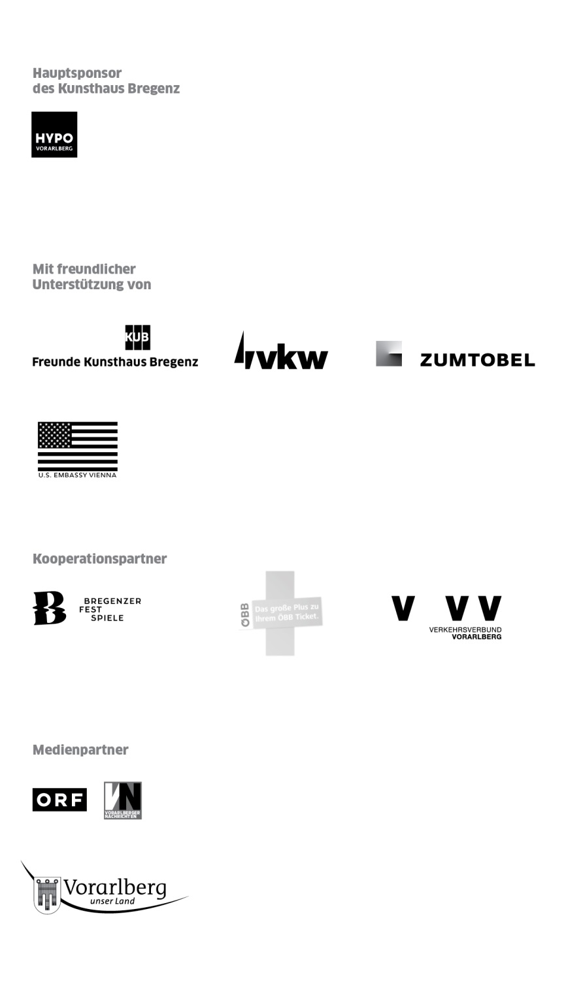 Hauptsponsor
des Kunsthaus Bregenz
HYPO
VORARLBERG
Mit freundlicher
Unterstützung von
KUB
Freunde Kunsthaus Bregenz
vkw
ZUMTOBEL
U.S. EMBASSY VIENNA
Kooperationspartner
B
BREGENZER
FEST
SPIELE
ÖBB
Das große Plus zu
Ihrem ÖBB Ticket.
V VV
VERKEHRSVERBUND
VORARLBERG
Medienpartner
ORF
VN
VORARLBERGER
NACHRICHTEN
Vorarlberg
unser Land